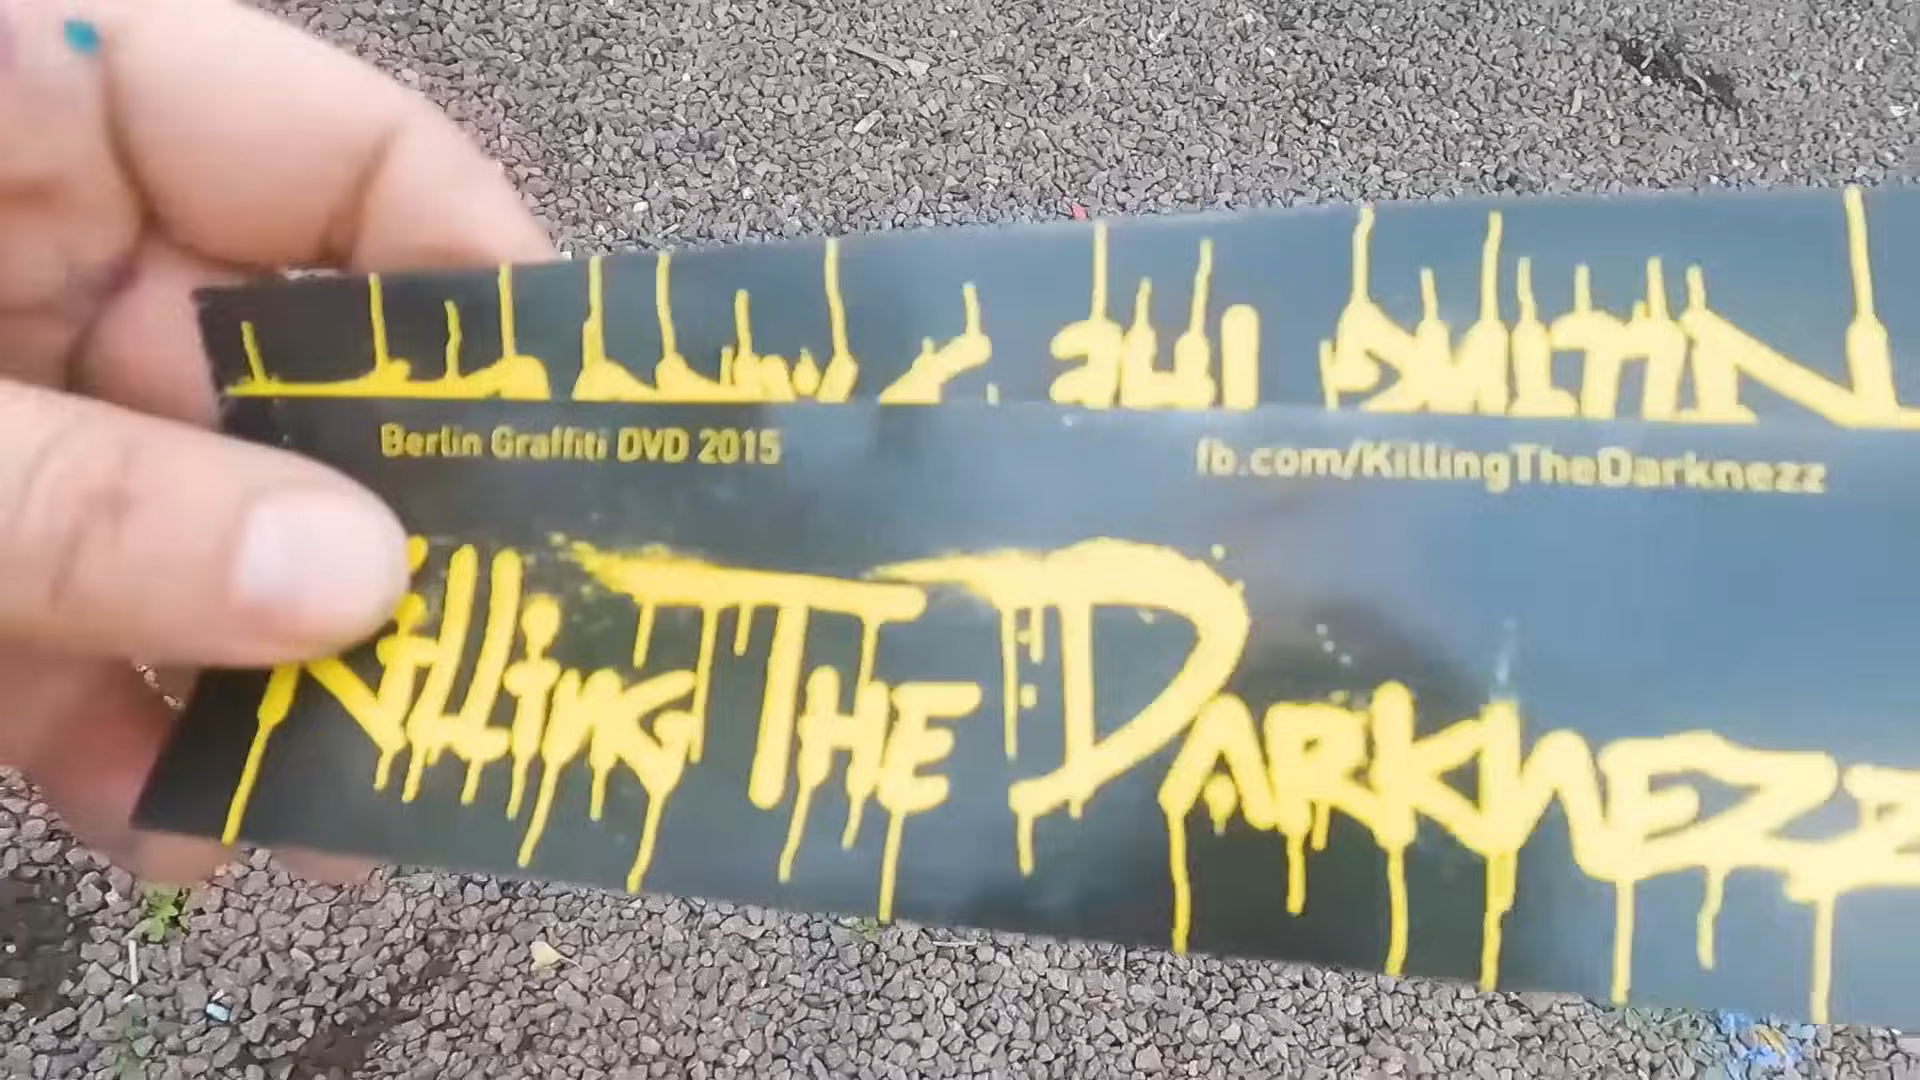 Berlin Graffiti DVD 2015
fb.com/KillingTheDarknezz
Killing The Darknezz